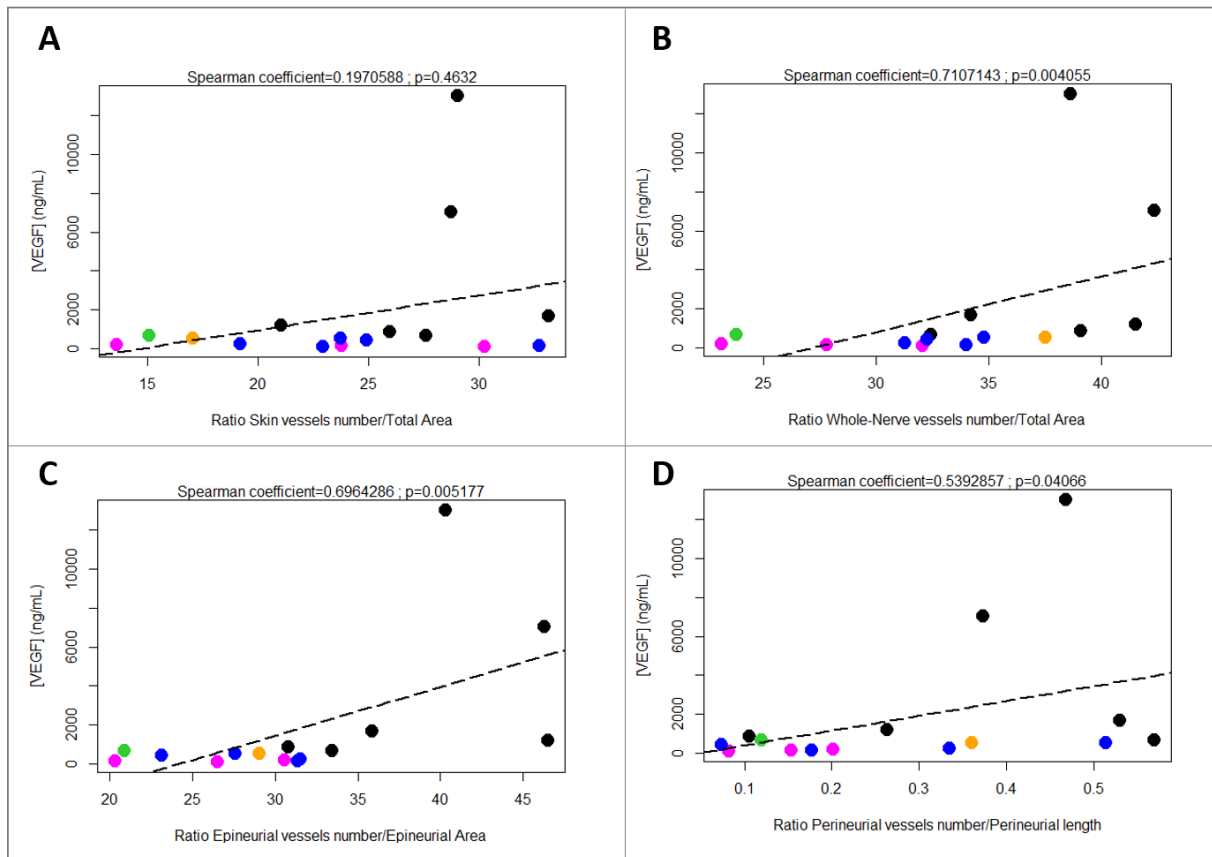 A
Spearman coefficient=0.1970588 ; p=0.4632
[VEGF] (ng/mL)
10000
6000
2000
0
15 20 25 30
Ratio Skin vessels number/Total Area
B
Spearman coefficient=0.7107143 ; p=0.004055
[VEGF] (ng/mL)
10000
6000
2000
0
25 30 35 40
Ratio Whole-Nerve vessels number/Total Area
C
Spearman coefficient=0.6964286 ; p=0.005177
[VEGF] (ng/mL)
10000
6000
2000
0
20 25 30 35 40 45
Ratio Epineurial vessels number/Epineurial Area
D
Spearman coefficient=0.5392857 ; p=0.04066
[VEGF] (ng/mL)
10000
6000
2000
0
0.1 0.2 0.3 0.4 0.5
Ratio Perineurial vessels number/Perineurial length